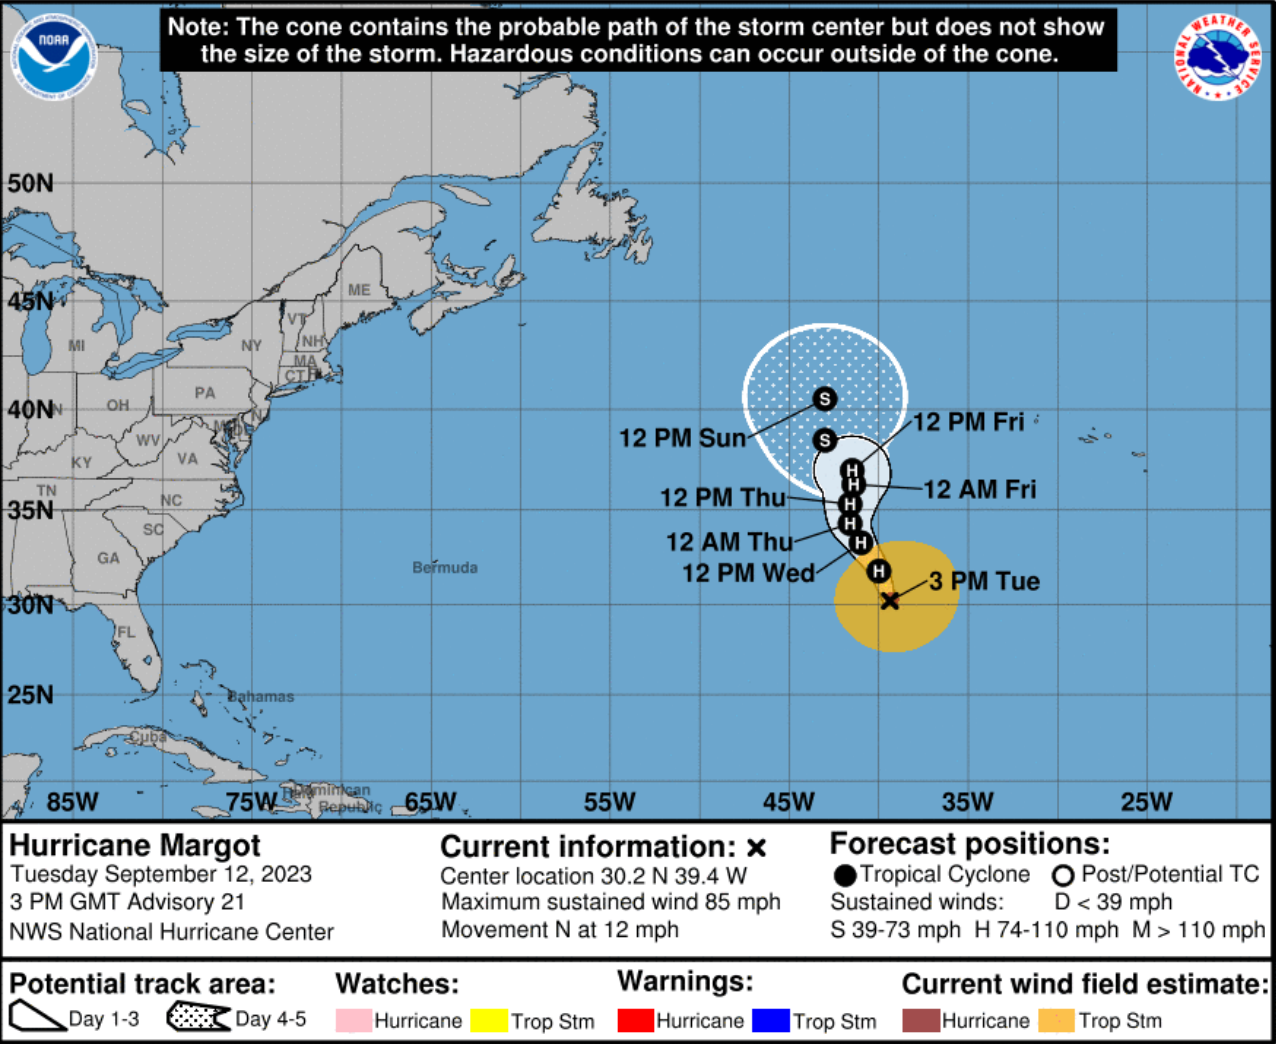 Note: The cone contains the probable path of the storm center but does not show
the size of the storm. Hazardous conditions can occur outside of the cone.
NOAA
NATIONAL WEATHER SERVICE
50N
45N
40N
35N
30N
25N
ME
VT
NH
MI
NY
MA
CT
PA
OH
WV
KY
VA
TN
NC
SC
GA
FL
Bermuda
Bahamas
Cuba
Dominican
Republic
S
12 PM Sun
S
12 PM Fri
H
H
12 AM Fri
12 PM Thu
H
12 AM Thu
H
12 PM Wed
H
H
3 PM Tue
85W 75W 65W 55W 45W 35W 25W
Hurricane Margot
Tuesday September 12, 2023
3 PM GMT Advisory 21
NWS National Hurricane Center
Current information: x
Center location 30.2 N 39.4 W
Maximum sustained wind 85 mph
Movement N at 12 mph
Forecast positions:
Tropical Cyclone Post/Potential TC
Sustained winds: D < 39 mph
S 39-73 mph H 74-110 mph M > 110 mph
Potential track area:
Day 1-3 Day 4-5
Watches:
Hurricane Trop Stm
Warnings:
Hurricane Trop Stm
Current wind field estimate:
Hurricane Trop Stm